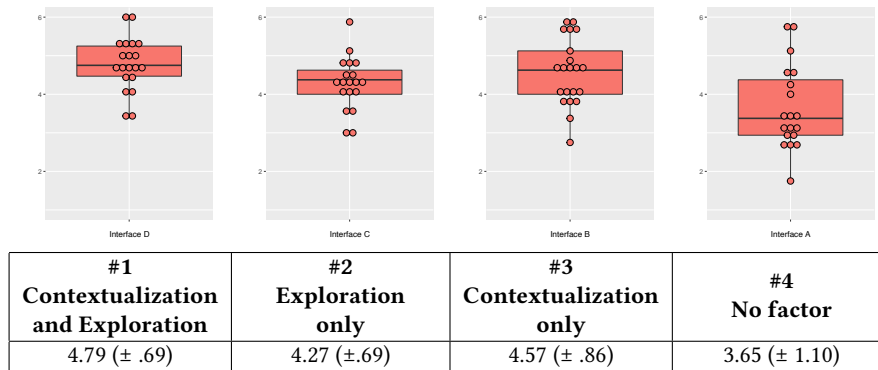 6
4
2
Interface D
6
4
2
Interface C
6
4
2
Interface B
6
4
2
Interface A
#1
Contextualization
and Exploration
#2
Exploration
only
#3
Contextualization
only
#4
No factor
4.79 (± .69)
4.27 (±.69)
4.57 (± .86)
3.65 (± 1.10)